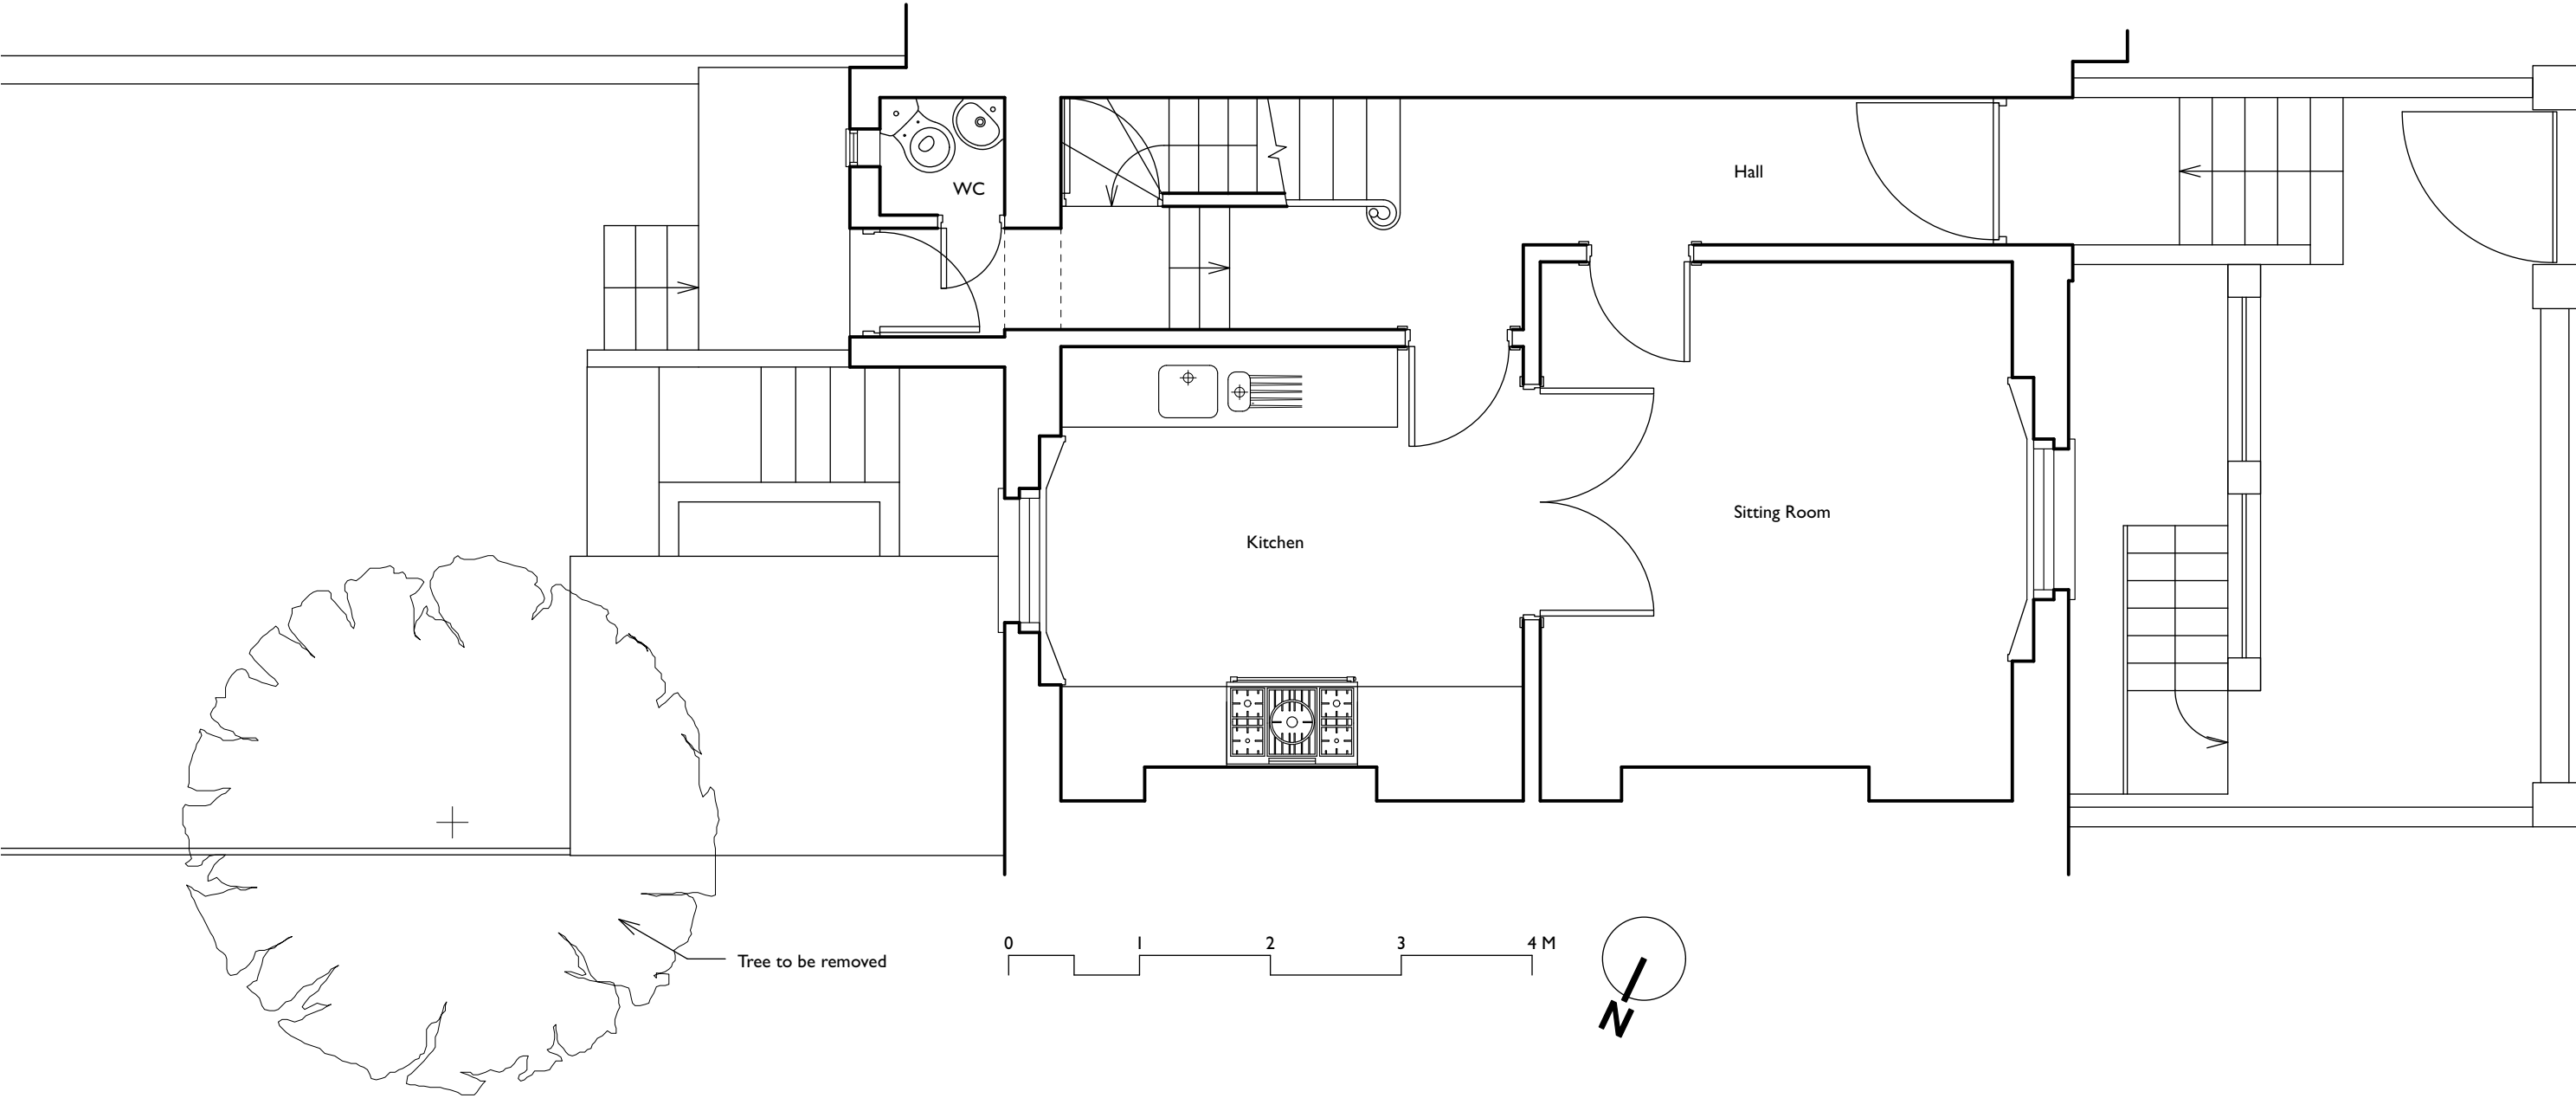 Hall
WC
Sitting Room
Kitchen
0 1 2 3 4 M
Tree to be removed
N